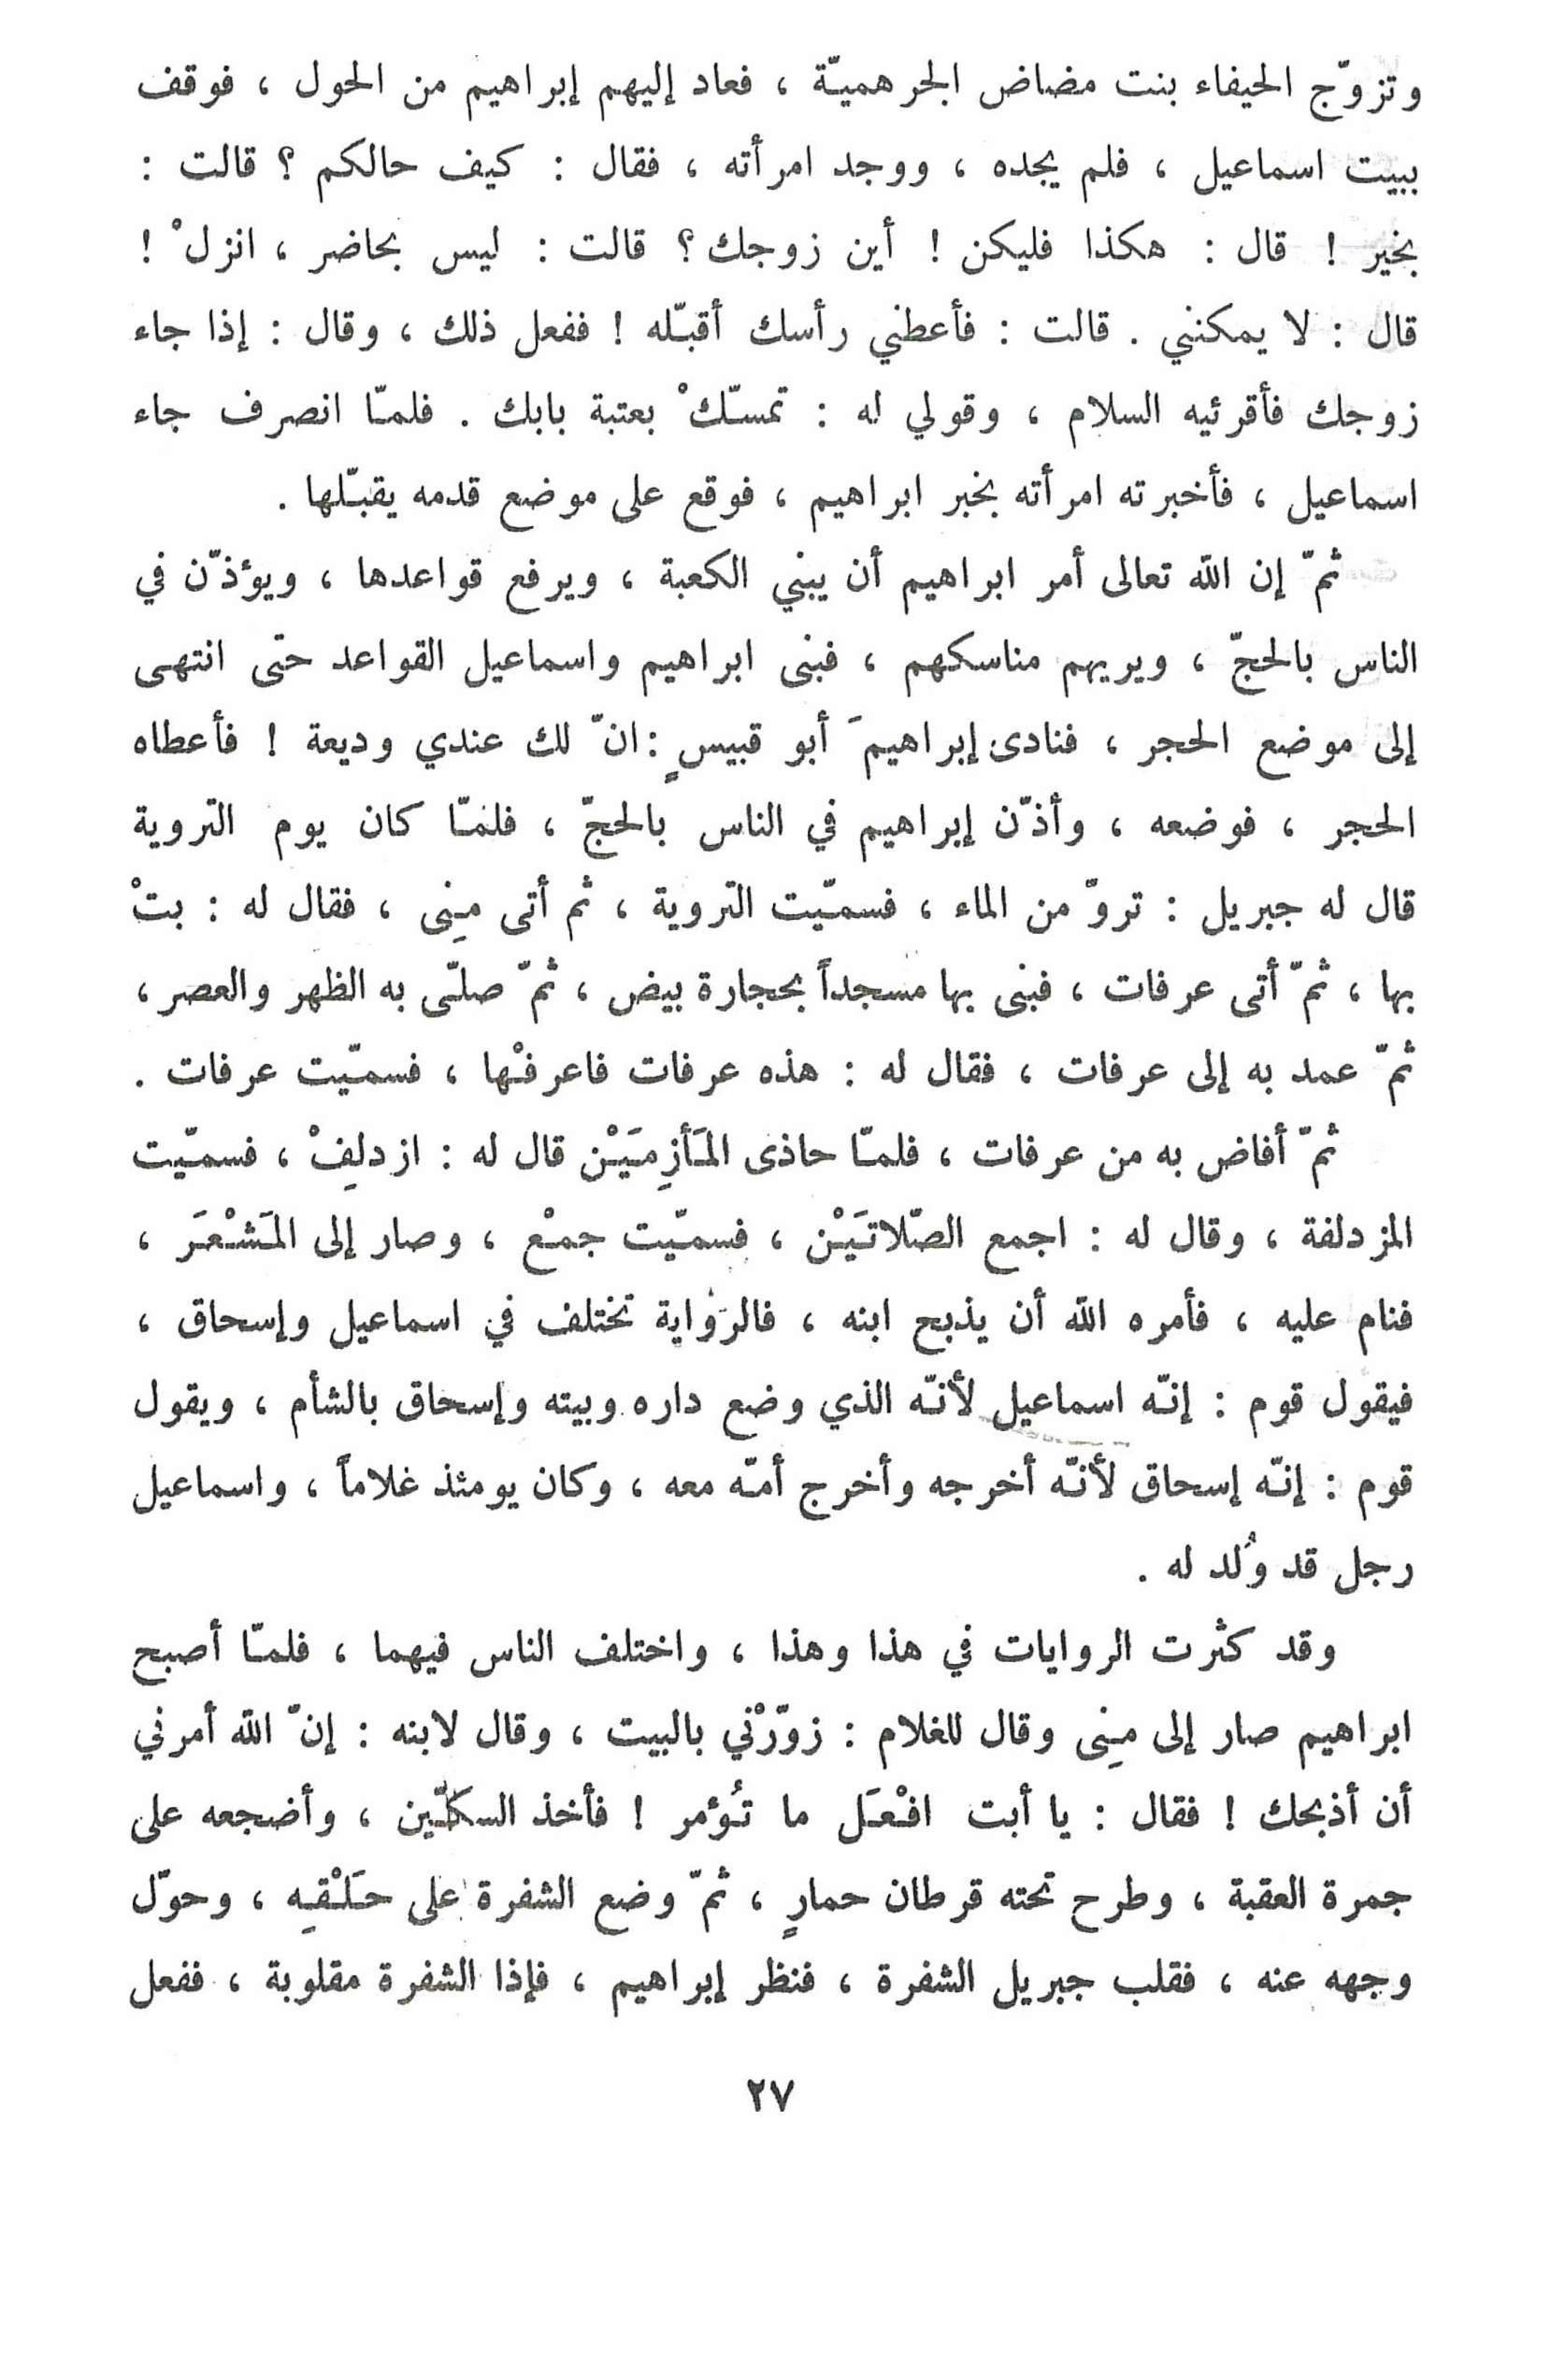 وتزوّج الحيفاء بنت مضاض الجرهميّة ، فعاد إليهم إبراهيم من الحول ، فوقف
ببيت اسماعيل ، فلم يجده ، ووجد امرأته ، فقال : كيف حالكم ؟ قالت :
بخير ! قال : هكذا فليكن ! أين زوجك ؟ قالت : ليس بحاضر ، انزلْ !
قال : لا يمكنني . قالت : فأعطني رأسك أقبّله ! ففعل ذلك ، وقال : إذا جاء
زوجك فأقرئيه السلام ، وقولي له : تمسّكْ بعتبة بابك . فلمّا انصرف جاء
اسماعيل ، فأخبرته امرأته بخبر ابراهيم ، فوقع على موضع قدمه يقبّلها .
ثمّ إن الله تعالى أمر ابراهيم أن يبني الكعبة ، ويرفع قواعدها ، ويؤذّن في
الناس بالحجّ ، ويريهم مناسكهم ، فبنى ابراهيم واسماعيل القواعد حتى انتهى
إلى موضع الحجر ، فنادى إبراهيمَ أبو قبيسٍ : انّ لك عندي وديعة ! فأعطاه
الحجر ، فوضعه ، وأذّن إبراهيم في الناس بالحجّ ، فلمّا كان يوم التروية
قال له جبريل : تروّ من الماء ، فسمّيت التروية ، ثم أتى مِنى ، فقال له : بتْ
بها ، ثمّ أتى عرفات ، فبنى بها مسجداً بحجارة بيض ، ثمّ صلّى به الظهر والعصر ،
ثمّ عمد به إلى عرفات ، فقال له : هذه عرفات فاعرفْها ، فسمّيت عرفات .
ثمّ أفاض به من عرفات ، فلمّا حاذى المَأزِمَيْن قال له : ازدلِفْ ، فسمّيت
المزدلفة ، وقال له : اجمع الصّلاتَيْن ، فسمّيت جمْع ، وصار إلى المَشْعَر ،
فنام عليه ، فأمره الله أن يذبح ابنه ، فالرواية تختلف في اسماعيل وإسحاق ،
فيقول قوم : إنّه اسماعيل لأنّه الذي وضع داره وبيته وإسحاق بالشأم ، ويقول
قوم : إنّه إسحاق لأنّه أخرجه وأخرج أمّه معه ، وكان يومئذ غلاماً ، واسماعيل
رجل قد وُلد له .
وقد كثرت الروايات في هذا وهذا ، واختلف الناس فيهما ، فلمّا أصبح
ابراهيم صار إلى مِنى وقال للغلام : زوّرْني بالبيت ، وقال لابنه : إنّ الله أمرني
أن أذبحك ! فقال : يا أبت افْعَل ما تُؤمر ! فأخذ السكّين ، وأضجعه على
جمرة العقبة ، وطرح تحته قرطان حمارٍ ، ثمّ وضع الشفرة على حَلْقِه ، وحوّل
وجهه عنه ، فقلب جبريل الشفرة ، فنظر إبراهيم ، فإذا الشفرة مقلوبة ، ففعل
٢٧